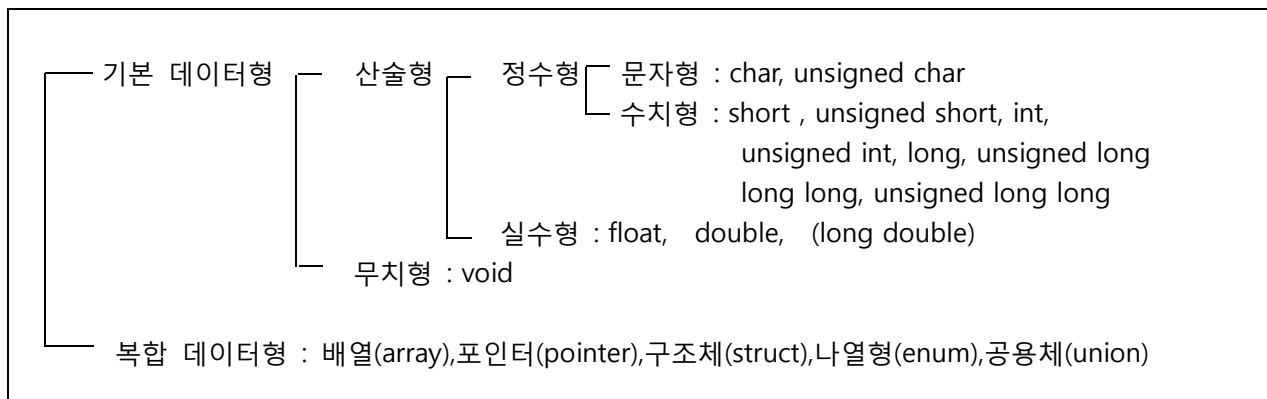 기본 데이터형 산술형 정수형 문자형 : char, unsigned char
수치형 : short , unsigned short, int,
unsigned int, long, unsigned long
long long, unsigned long long
실수형 : float, double, (long double)
무치형 : void
복합 데이터형 : 배열(array),포인터(pointer),구조체(struct),나열형(enum),공용체(union)